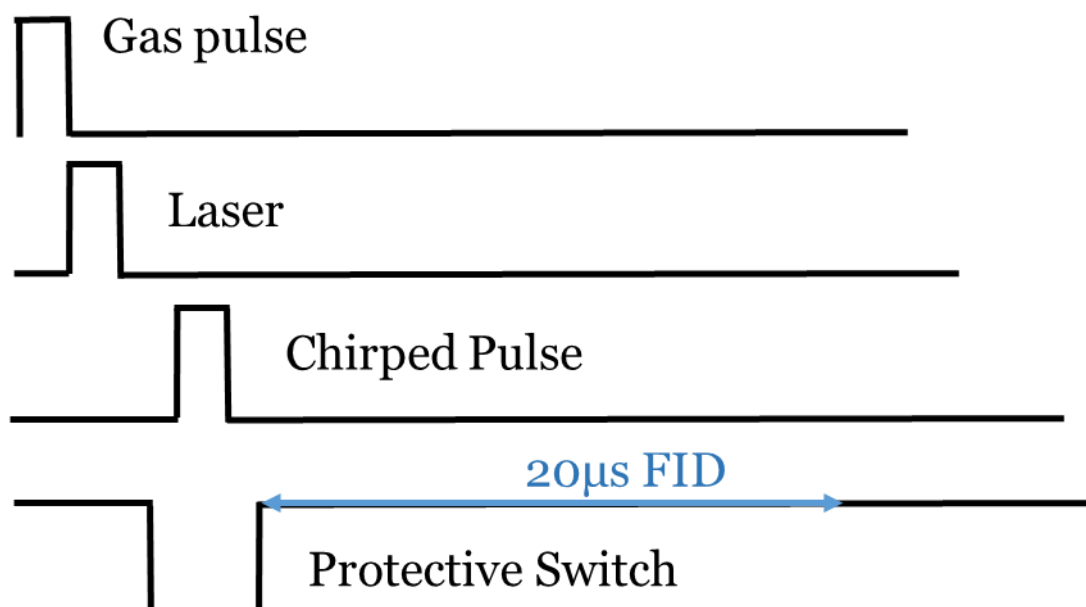 Gas pulse
Laser
Chirped Pulse
20µs FID
Protective Switch